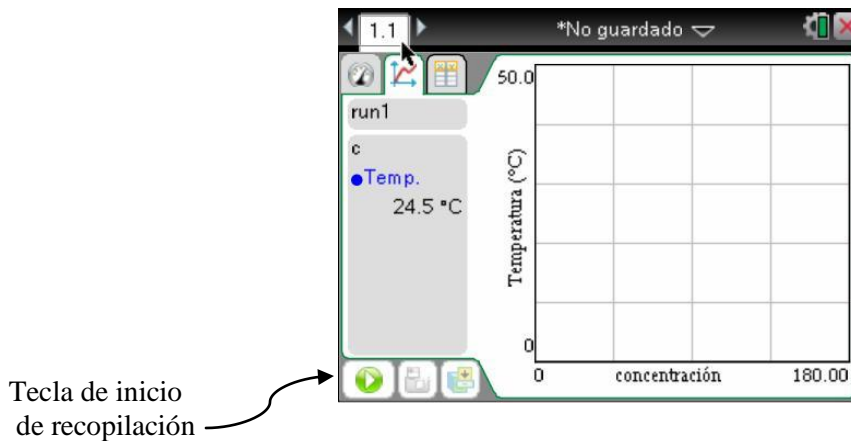 1.1
*No guardado
50.0
run1
c
Temp.
24.5 °C
Temperatura (°C)
0
0
concentración
180.00
Tecla de inicio
de recopilación